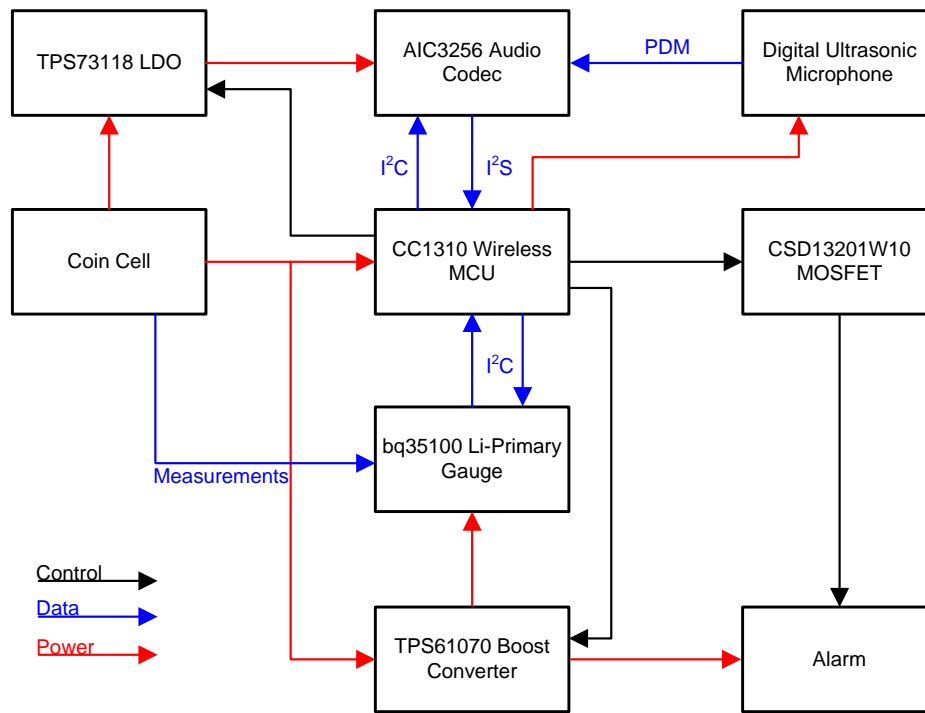 TPS73118 LDO
AIC3256 Audio
Codec
PDM
Digital Ultrasonic
Microphone
I²C
I²S
Coin Cell
CC1310 Wireless
MCU
CSD13201W10
MOSFET
I²C
bq35100 Li-Primary
Gauge
Measurements
Control
Data
Power
TPS61070 Boost
Converter
Alarm